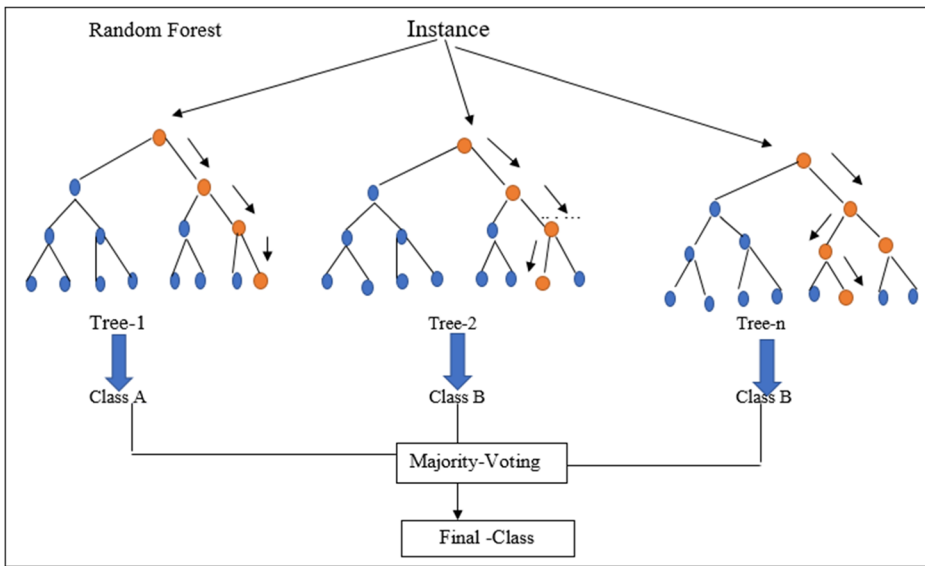 Random Forest
Instance
Tree-1
Tree-2
Tree-n
Class A
Class B
Class B
Majority-Voting
Final -Class